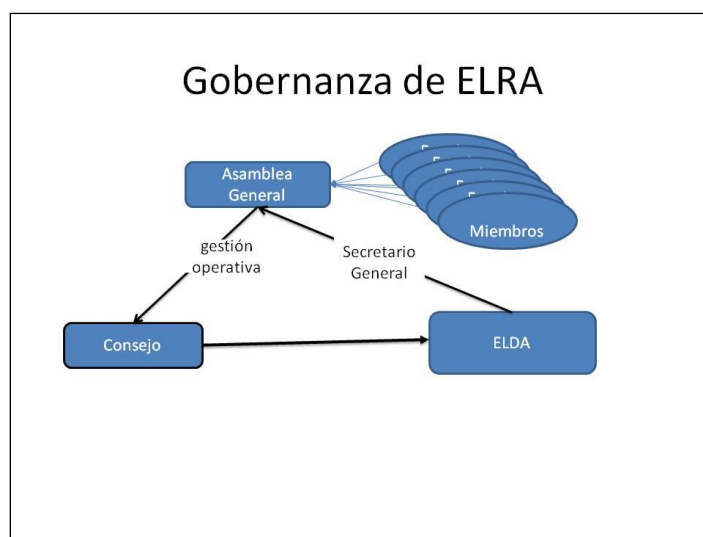 Gobernanza de ELRA
Asamblea
General
Miembros
gestión
operativa
Secretario
General
Consejo
ELDA